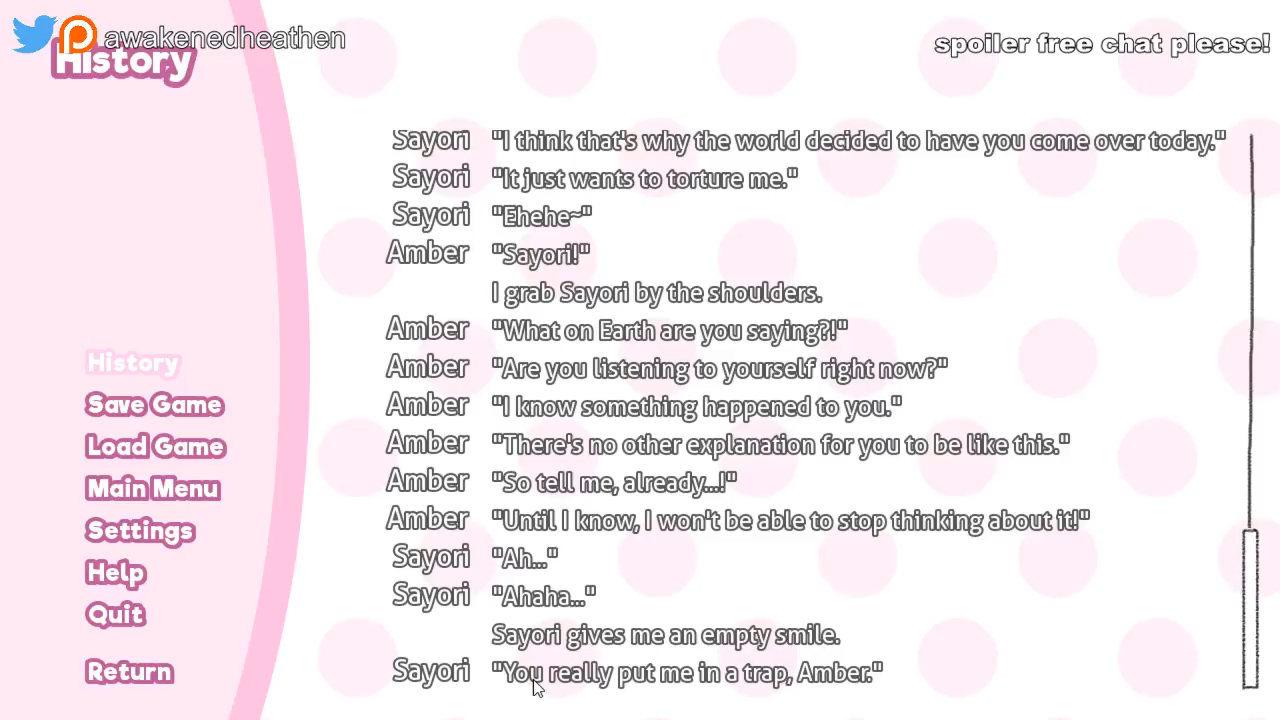 awakenedheathen
spoiler free chat please!
History
Sayori "I think that's why the world decided to have you come over today."
Sayori "It just wants to torture me."
Sayori "Ehehe~"
Amber "Sayori!"
I grab Sayori by the shoulders.
Amber "What on Earth are you saying?!"
Amber "Are you listening to yourself right now?"
Amber "I know something happened to you."
Amber "There's no other explanation for you to be like this."
Amber "So tell me, already...!"
Amber "Until I know, I won't be able to stop thinking about it!"
Sayori "Ah..."
Sayori "Ahaha..."
Sayori gives me an empty smile.
Sayori "You really put me in a trap, Amber."
History
Save Game
Load Game
Main Menu
Settings
Help
Quit
Return